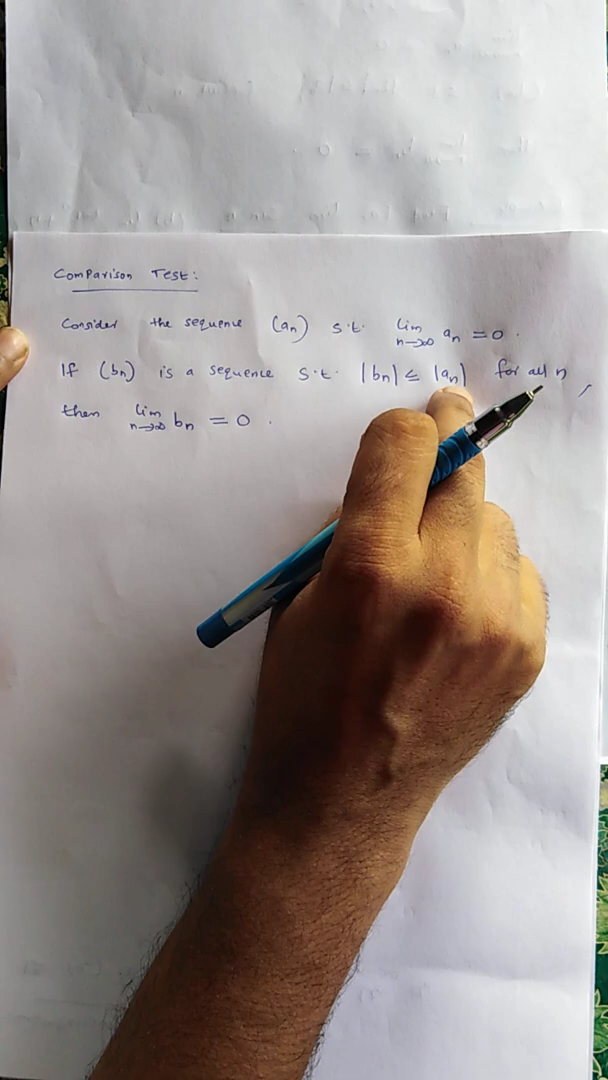 Comparison Test:
Consider the sequence (an) s.t. lim n→∞ an = 0.
If (bn) is a sequence s.t. |bn| ≤ |an| for all n,
then lim n→∞ bn = 0.